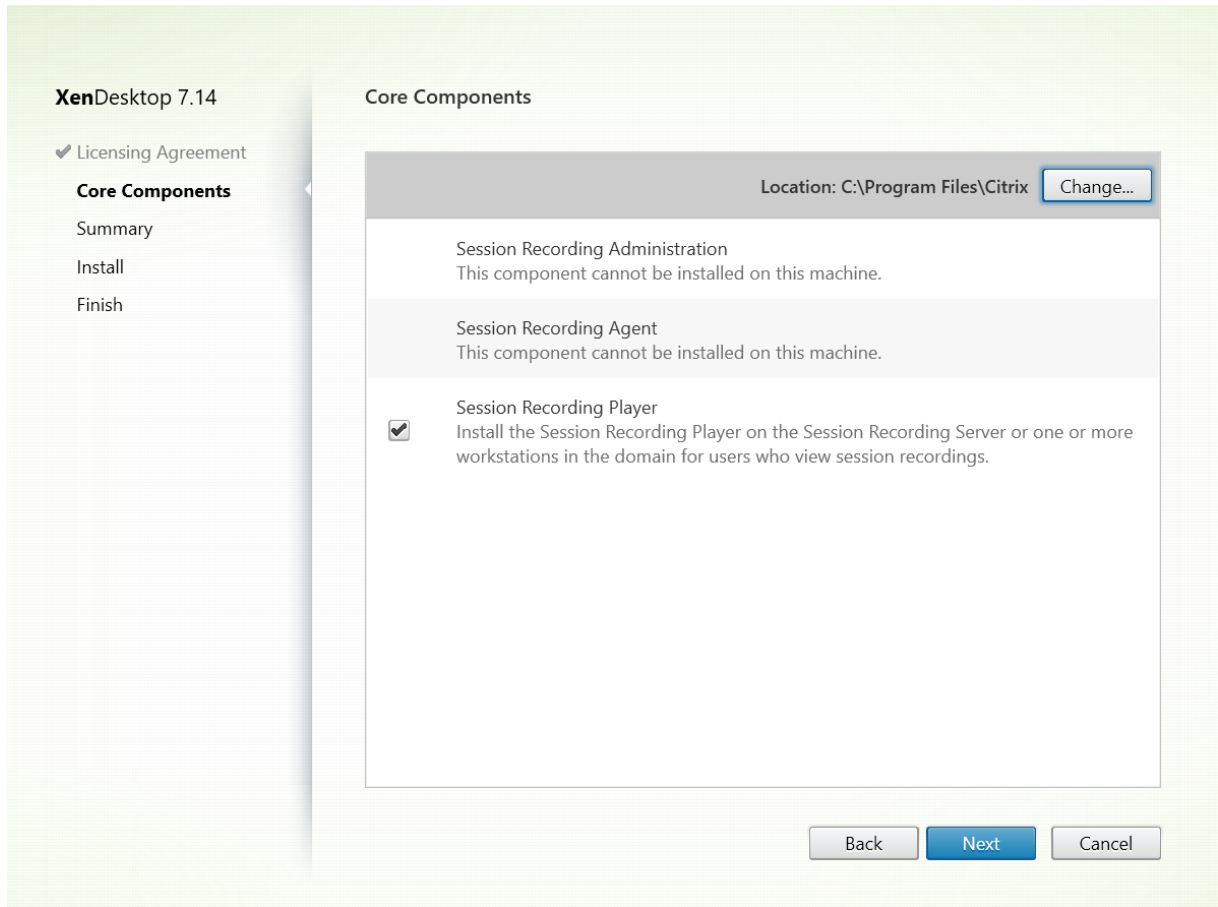 XenDesktop 7.14
Licensing Agreement
Core Components
Summary
Install
Finish
Core Components
Location: C:\Program Files\Citrix
Change...
Session Recording Administration
This component cannot be installed on this machine.
Session Recording Agent
This component cannot be installed on this machine.
Session Recording Player
Install the Session Recording Player on the Session Recording Server or one or more
workstations in the domain for users who view session recordings.
Back
Next
Cancel